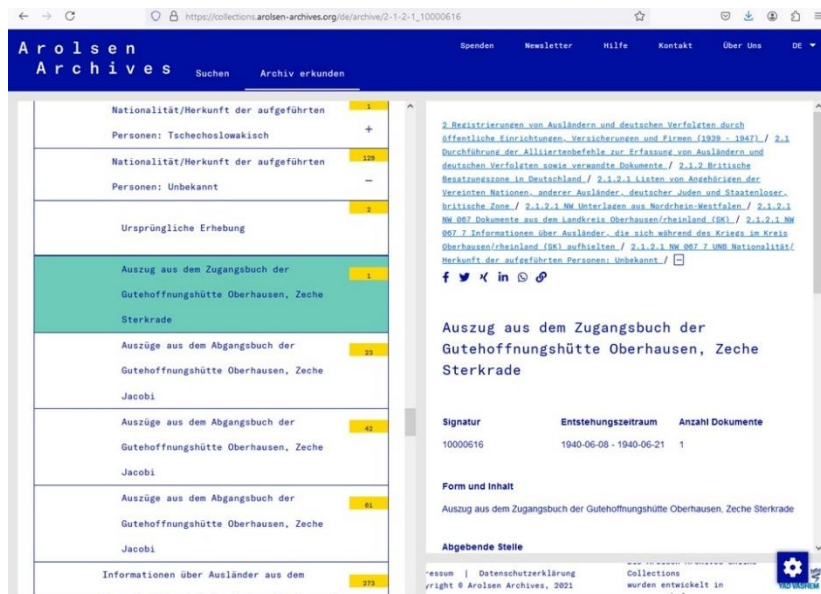 https://collections.arolsen-archives.org/de/archive/2-1-2-1_10000616
Arolsen
Archives
Suchen
Archiv erkunden
Spenden
Newsletter
Hilfe
Kontakt
Über Uns
DE
Nationalität/Herkunft der aufgeführten
Personen: Tschechoslowakisch
1
+
Nationalität/Herkunft der aufgeführten
Personen: Unbekannt
129
−
Ursprüngliche Erhebung
2
Auszug aus dem Zugangsbuch der
Gutehoffnungshütte Oberhausen, Zeche
Sterkrade
1
Auszüge aus dem Abgangsbuch der
Gutehoffnungshütte Oberhausen, Zeche
Jacobi
23
Auszüge aus dem Abgangsbuch der
Gutehoffnungshütte Oberhausen, Zeche
Jacobi
42
Auszüge aus dem Abgangsbuch der
Gutehoffnungshütte Oberhausen, Zeche
Jacobi
61
Informationen über Ausländer aus dem
373
2 Registrierungen von Ausländern und deutschen Verfolgten durch
öffentliche Einrichtungen, Versicherungen und Firmen (1939 - 1947) / 2.1
Durchführung der Alliiertenbefehle zur Erfassung von Ausländern und
deutschen Verfolgten sowie verwandte Dokumente / 2.1.2 Britische
Besatzungszone in Deutschland / 2.1.2.1 Listen von Angehörigen der
Vereinten Nationen, anderer Ausländer, deutscher Juden und Staatenloser,
britische Zone / 2.1.2.1 NW Unterlagen aus Nordrhein-Westfalen / 2.1.2.1
NW 067 Dokumente aus dem Landkreis Oberhausen/rheinland (SK) / 2.1.2.1 NW
067 7 Informationen über Ausländer, die sich während des Kriegs im Kreis
Oberhausen/rheinland (SK) aufhielten / 2.1.2.1 NW 067 7 UNB Nationalität/
Herkunft der aufgeführten Personen: Unbekannt /
Auszug aus dem Zugangsbuch der
Gutehoffnungshütte Oberhausen, Zeche
Sterkrade
Signatur
Entstehungszeitraum
Anzahl Dokumente
10000616
1940-06-08 - 1940-06-21
1
Form und Inhalt
Auszug aus dem Zugangsbuch der Gutehoffnungshütte Oberhausen, Zeche Sterkrade
Abgebende Stelle
ressum | Datenschutzerklärung
yright © Arolsen Archives, 2021
Die Arolsen Archives Online
Collections
wurden entwickelt in
YAD VASHEM